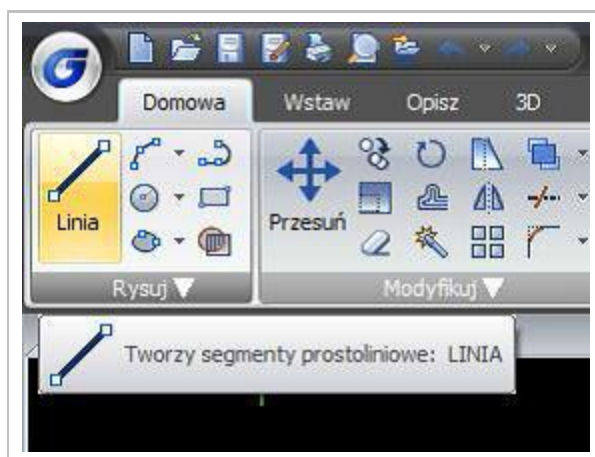 Domowa Wstaw Opisz 3D
Linia
Przesuń
Rysuj Modyfikuj
Tworzy segmenty prostoliniowe: LINIA